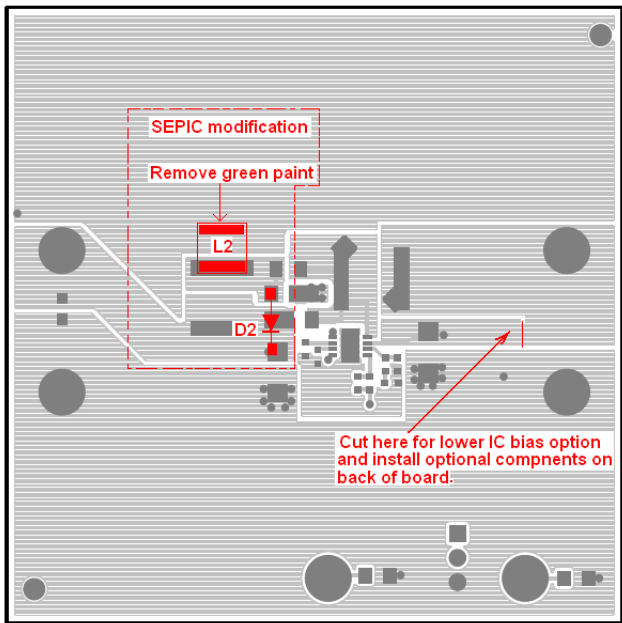 SEPIC modification
Remove green paint
L2
D2
Cut here for lower IC bias option
and install optional compnents on
back of board.